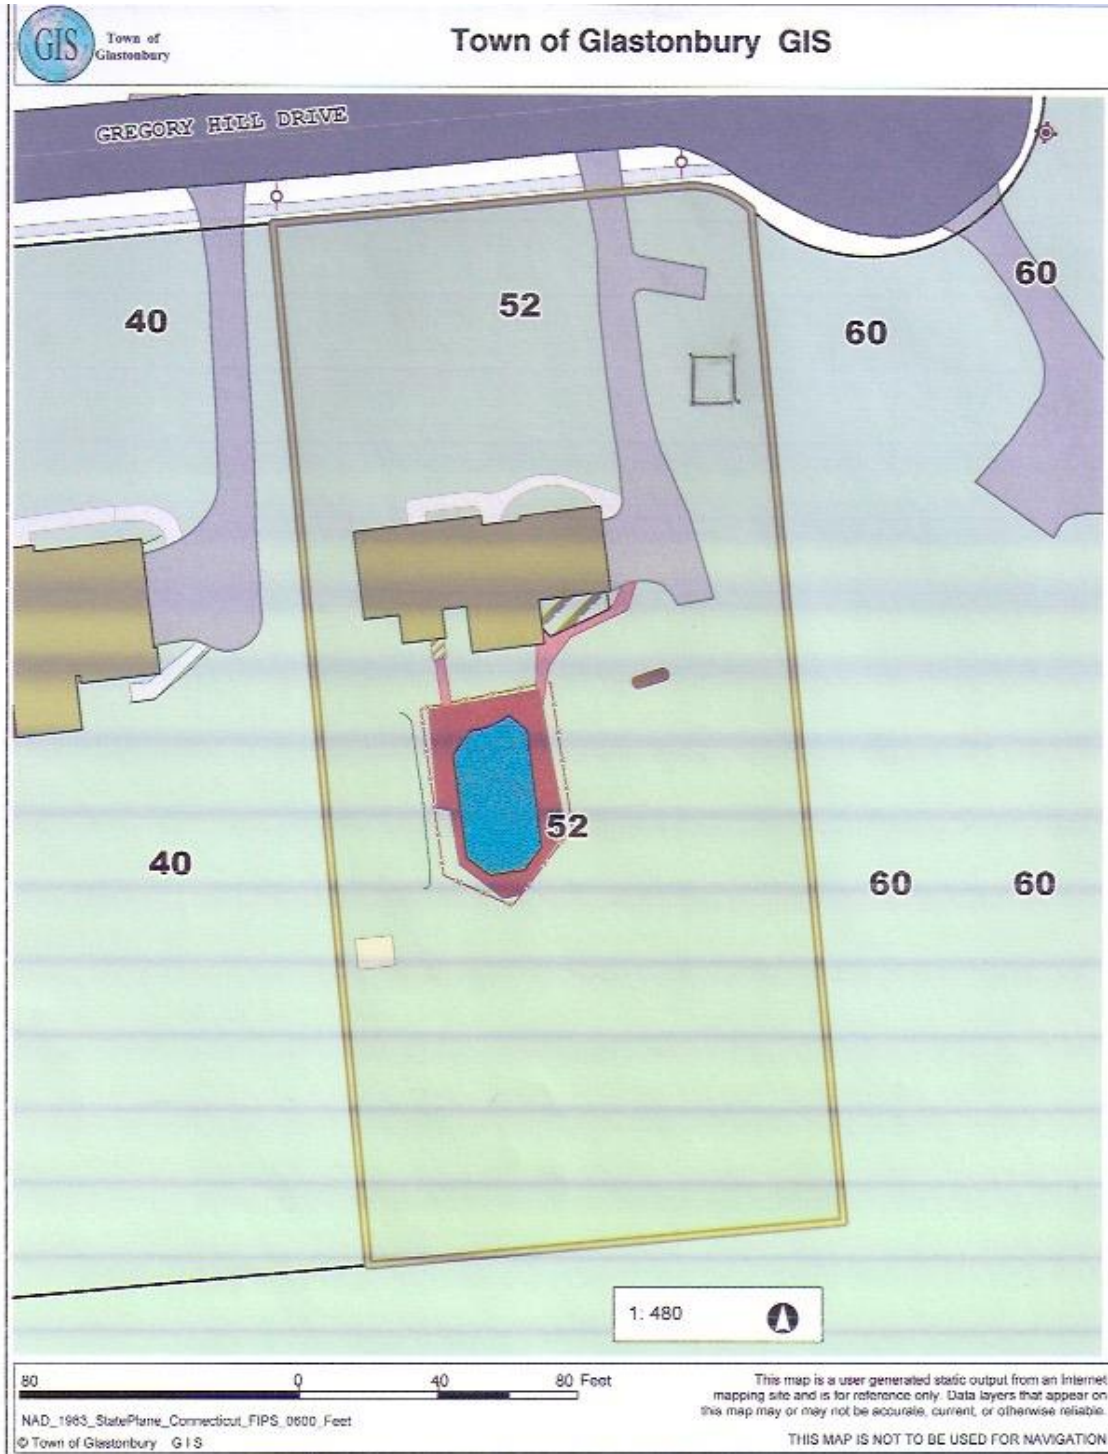 GIS
Town of
Glastonbury
Town of Glastonbury GIS
GREGORY HILL DRIVE
40
52
60
60
52
40
60
60
1: 480
80
0
40
80 Feet
NAD_1983_StatePlane_Connecticut_FIPS_0600_Feet
© Town of Glastonbury G I S
This map is a user generated static output from an Internet
mapping site and is for reference only. Data layers that appear on
this map may or may not be accurate, current, or otherwise reliable.
THIS MAP IS NOT TO BE USED FOR NAVIGATION